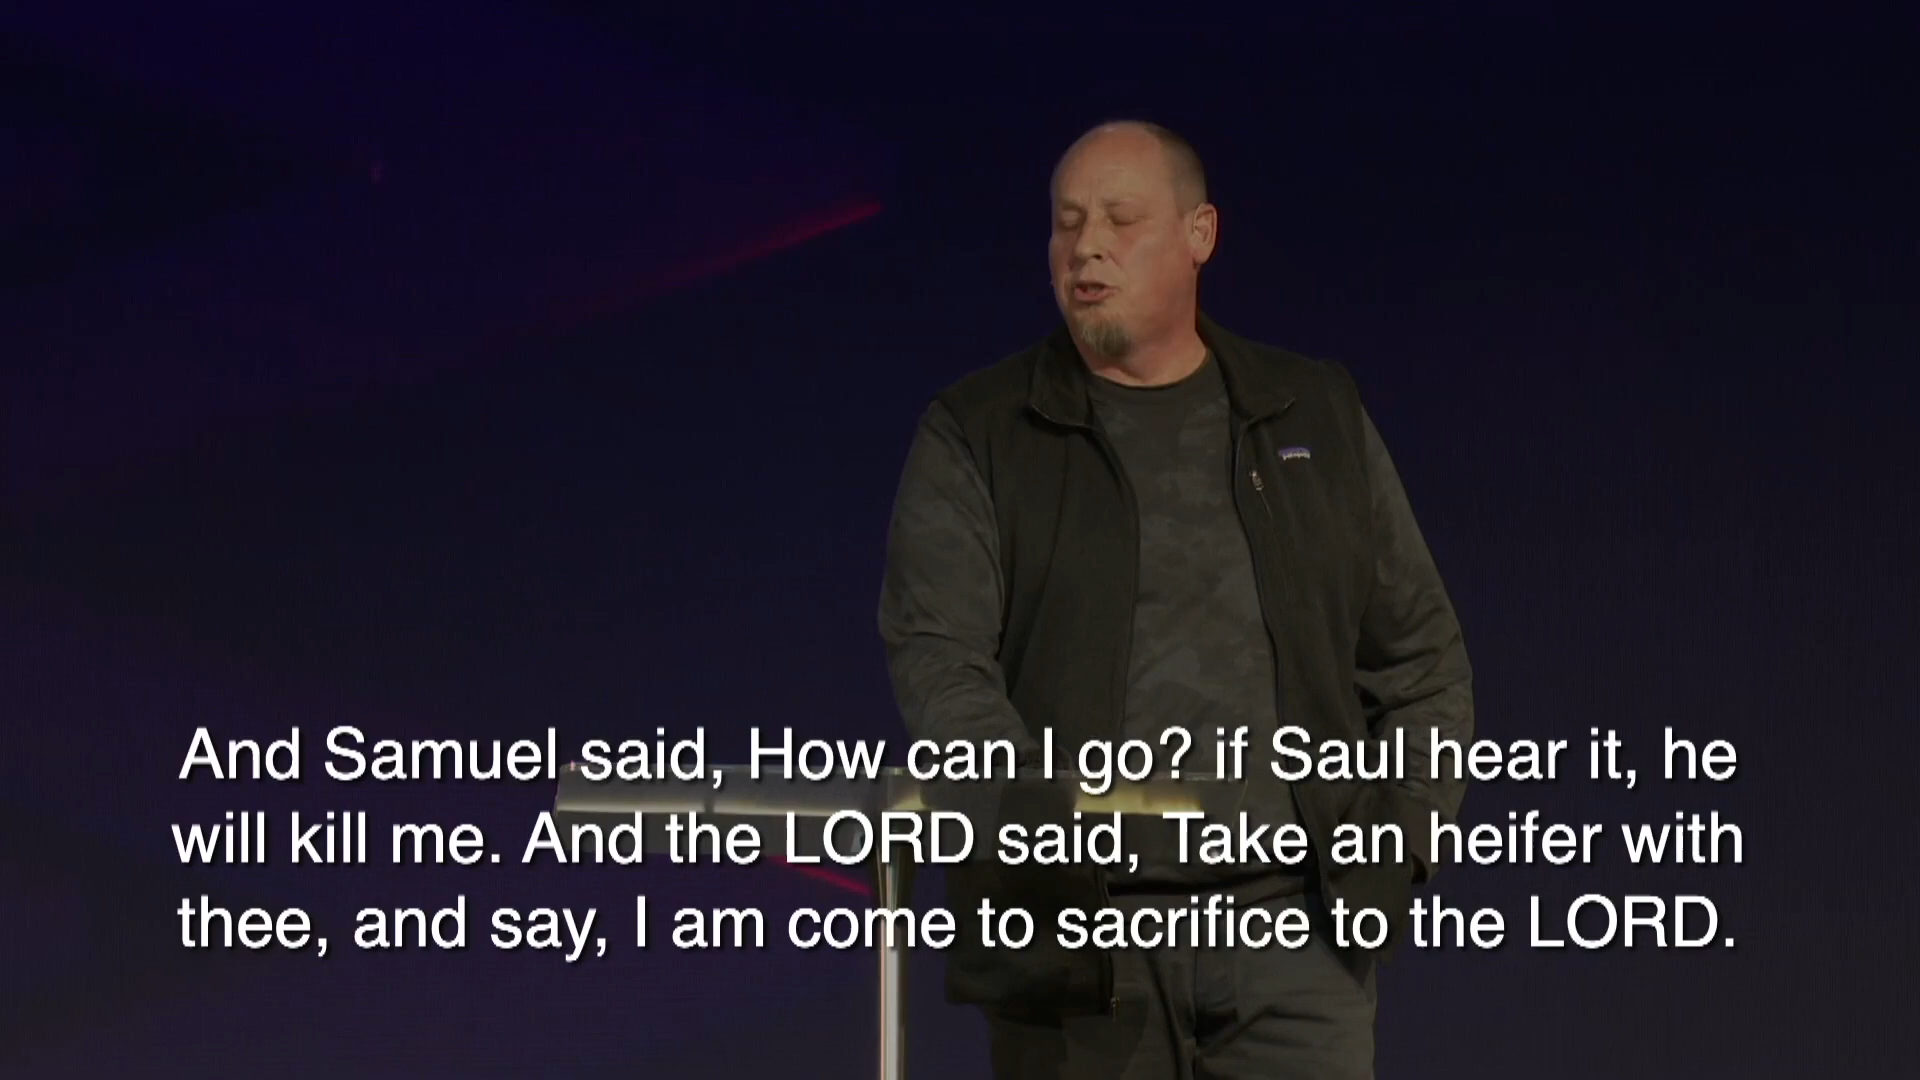 And Samuel said, How can I go? if Saul hear it, he
will kill me. And the LORD said, Take an heifer with
thee, and say, I am come to sacrifice to the LORD.